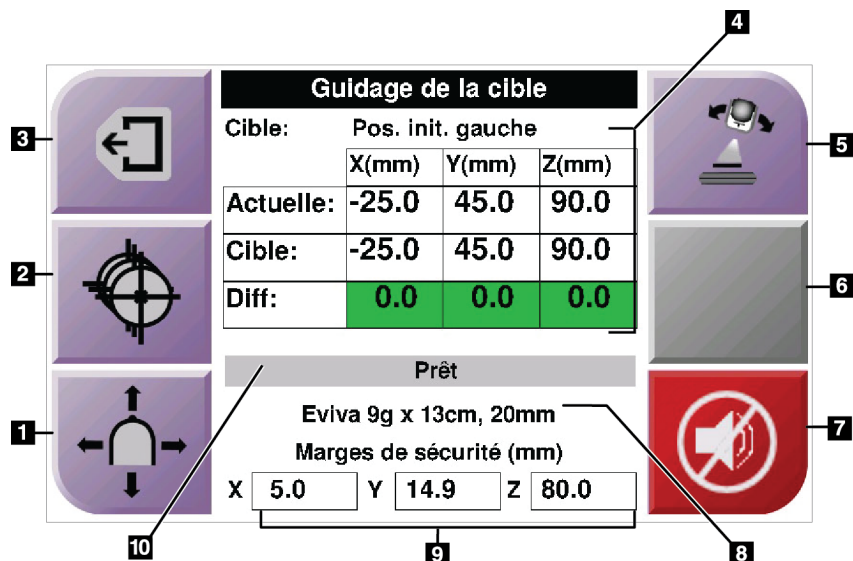 4
Guidage de la cible
3
Cible: Pos. init. gauche
5
X(mm) Y(mm) Z(mm)
Actuelle: -25.0 45.0 90.0
2
Cible: -25.0 45.0 90.0
6
Diff: 0.0 0.0 0.0
Prêt
1
Eviva 9g x 13cm, 20mm
7
Marges de sécurité (mm)
X 5.0 Y 14.9 Z 80.0
10
9
8